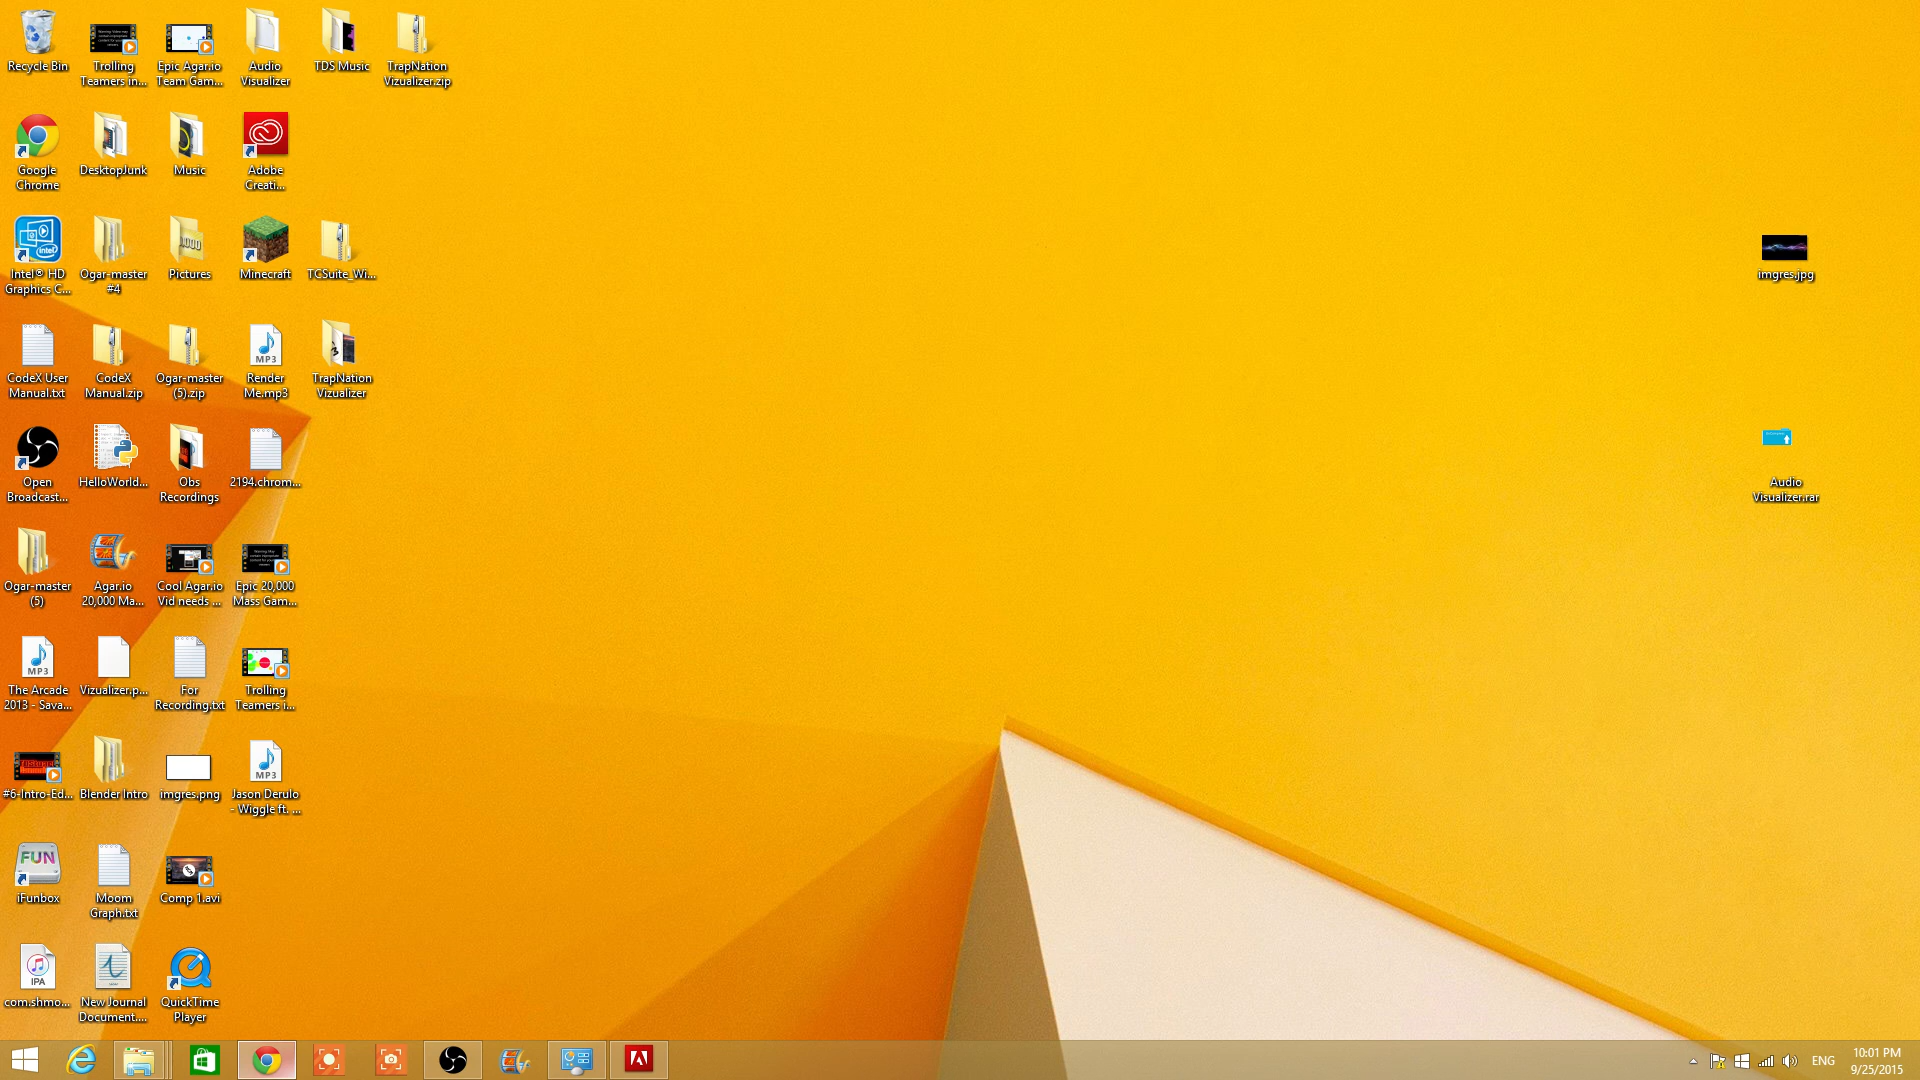 Recycle Bin
Trolling
Teamers in...
Epic Agar.io
Team Gam...
Audio
Visualizer
TDS Music
TrapNation
Vizualizer.zip
Google
Chrome
DesktopJunk
Music
Adobe
Creati...
Intel® HD
Graphics C...
Ogar-master
#4
Pictures
Minecraft
TCSuite_Wi...
imgres.jpg
CodeX User
Manual.txt
CodeX
Manual.zip
Ogar-master
(5).zip
MP3
Render
Me.mp3
TrapNation
Vizualizer
Open
Broadcast...
HelloWorld...
Obs
Recordings
2194.chrom...
Audio
Visualizer.rar
Ogar-master
(5)
Agar.io
20,000 Ma...
Cool Agar.io
Vid needs ...
Epic 20,000
Mass Gam...
MP3
The Arcade
2013 - Sava...
Vizualizer.p...
For
Recording.txt
Trolling
Teamers i...
#6-Intro-Ed...
Blender Intro
imgres.png
MP3
Jason Derulo
- Wiggle ft. ...
FUN
iFunbox
Moom
Graph.txt
Comp 1.avi
IPA
com.shmo...
New Journal
Document....
QuickTime
Player
ENG
10:01 PM
9/25/2015